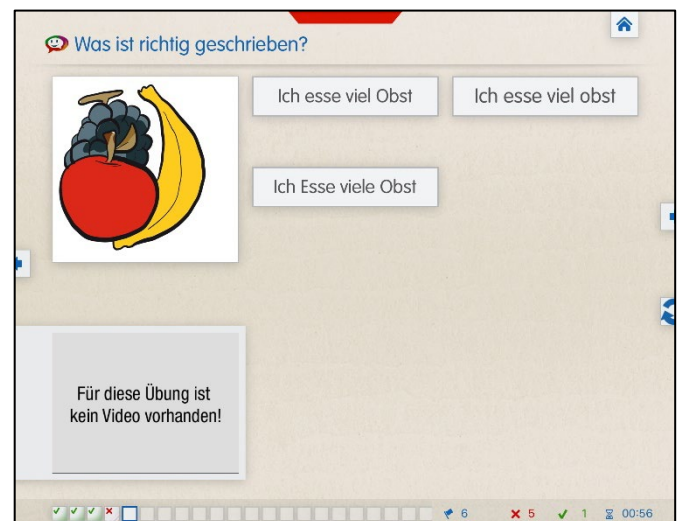 Was ist richtig geschrieben?
Ich esse viel Obst
Ich esse viel obst
Ich Esse viele Obst
Für diese Übung ist
kein Video vorhanden!
6 5 1 00:56